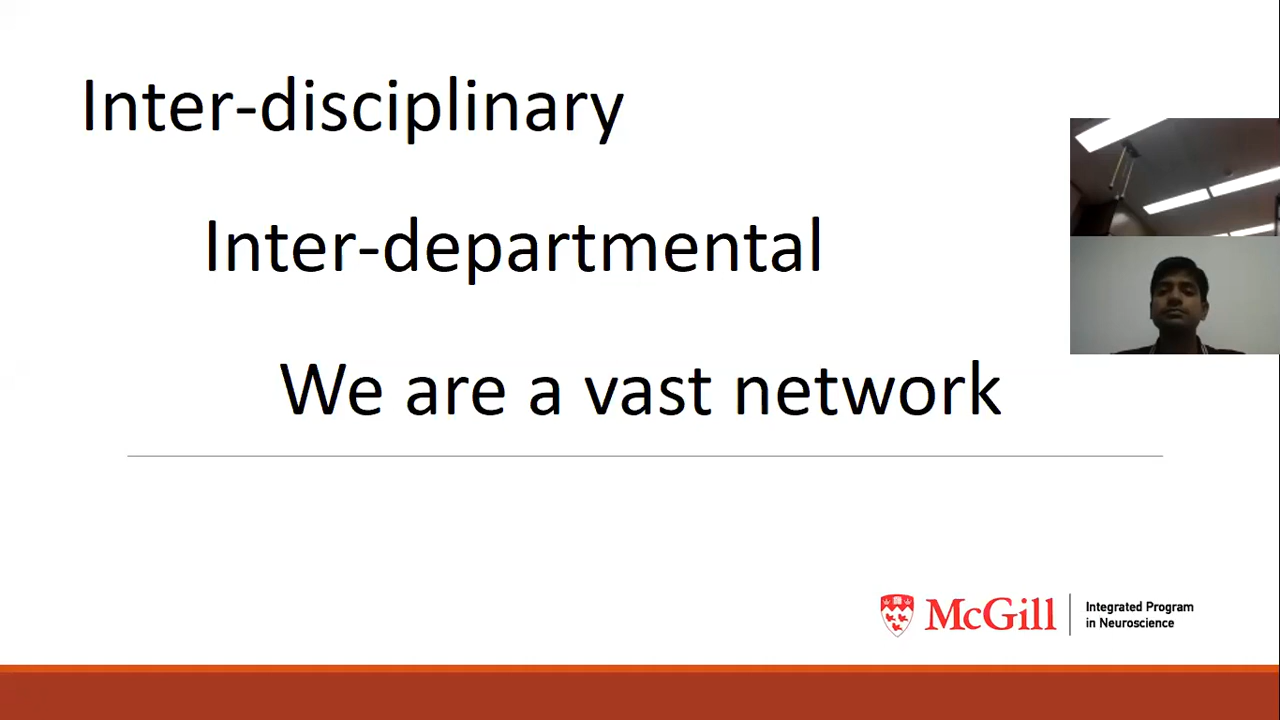 Inter-disciplinary
Inter-departmental
We are a vast network
McGill
Integrated Program
in Neuroscience